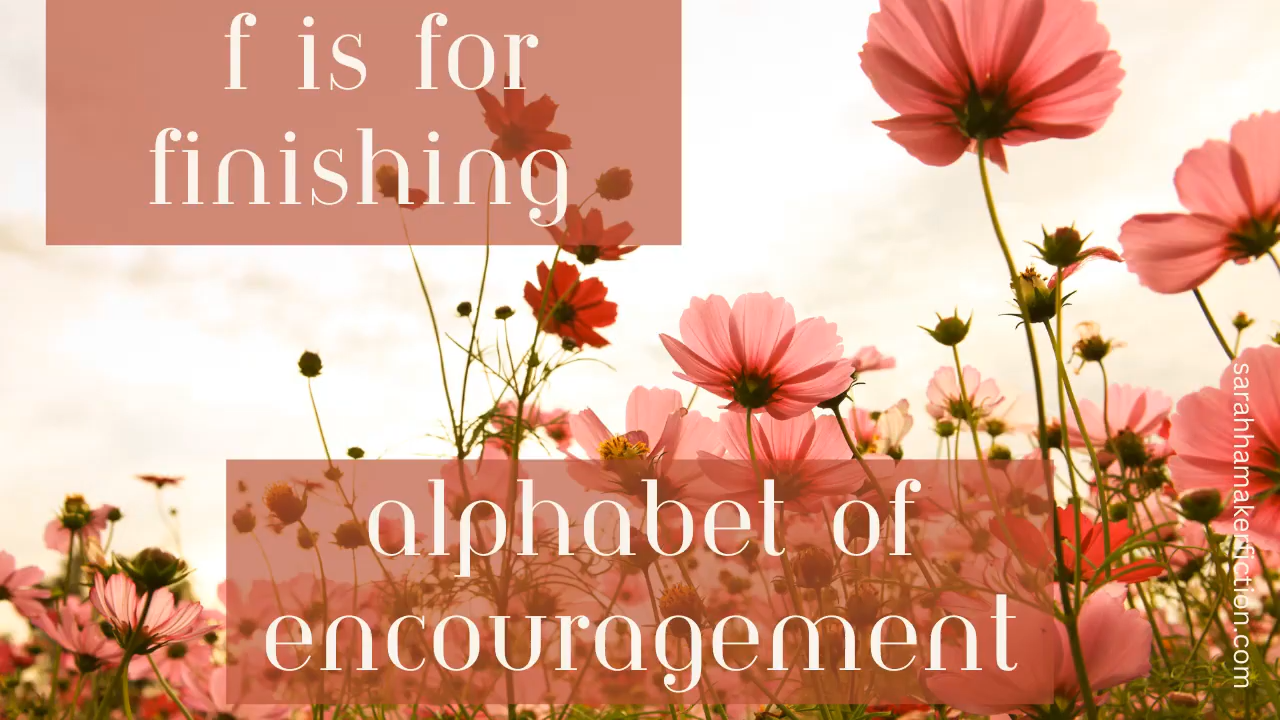 f is for
finishing
alphabet of
encouragement
sarahhamakerfiction.com